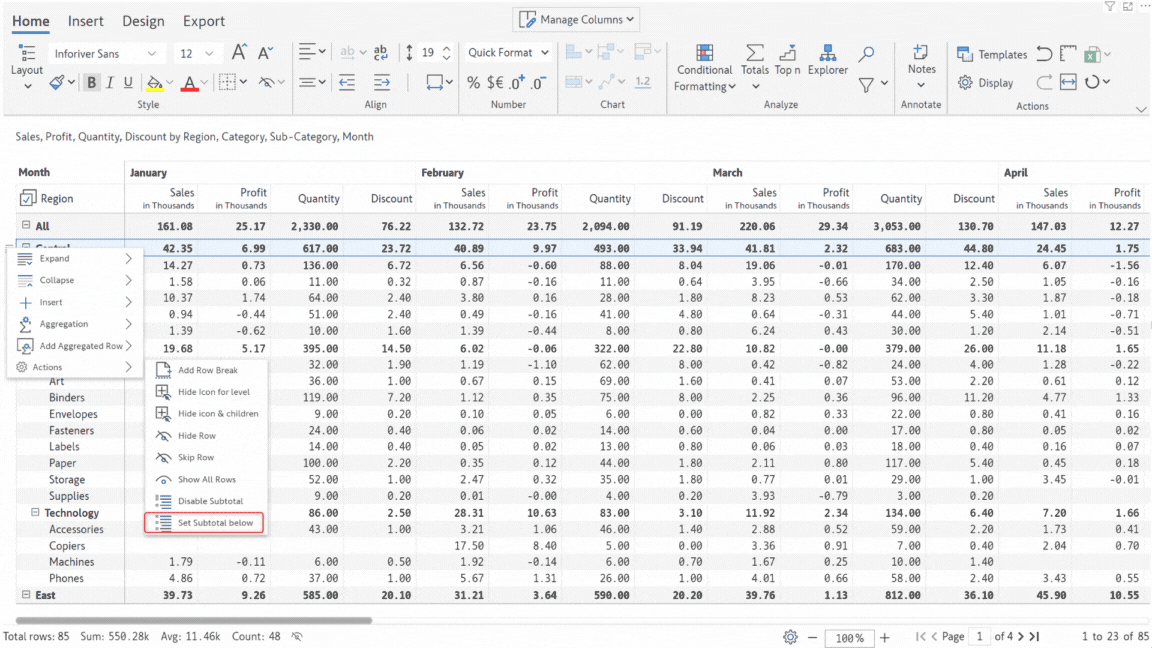 Home Insert Design Export Manage Columns
Layout Inforiver Sans 12 B I U A ab ab 19 Quick Format % $€ .0+ .0- 1.2 Conditional Formatting Totals Top n Explorer Notes Templates Display
Style Align Number Chart Analyze Annotate Actions
Sales, Profit, Quantity, Discount by Region, Category, Sub-Category, Month
Month January February March April
Region Sales in Thousands Profit in Thousands Quantity Discount Sales in Thousands Profit in Thousands Quantity Discount Sales in Thousands Profit in Thousands Quantity Discount Sales in Thousands Profit in Thousands
All 161.08 25.17 2,330.00 76.22 132.72 23.75 2,094.00 91.19 220.06 29.34 3,053.00 130.70 147.03 12.27
Central 42.35 6.99 617.00 23.72 40.89 9.97 493.00 33.94 41.81 2.32 683.00 44.80 24.45 1.75
Expand 14.27 0.73 136.00 6.72 6.56 -0.60 88.00 8.04 19.06 -0.01 170.00 12.40 6.07 -1.56
Collapse 1.58 0.06 11.00 0.32 0.87 -0.16 11.00 0.64 3.95 -0.66 34.00 2.50 1.05 -0.16
Insert 10.37 1.74 64.00 2.40 3.80 0.16 28.00 1.80 8.23 0.53 62.00 3.30 1.87 -0.18
Aggregation 0.94 -0.44 51.00 2.40 0.49 -0.16 41.00 4.80 0.64 -0.31 44.00 5.40 1.01 -0.71
1.39 -0.62 10.00 1.60 1.39 -0.44 8.00 0.80 6.24 0.43 30.00 1.20 2.14 -0.51
Add Aggregated Row 19.68 5.17 395.00 14.50 6.02 -0.06 322.00 22.80 10.82 -0.00 379.00 26.00 11.18 1.65
Actions Add Row Break 32.00 1.90 1.19 -1.10 62.00 8.00 0.42 -0.82 24.00 4.00 1.28 -0.22
Art 36.00 1.00 0.67 0.15 69.00 1.60 0.41 0.07 53.00 2.20 0.61 0.12
Binders Hide icon for level 119.00 7.20 1.12 0.35 75.00 8.00 2.25 0.36 96.00 11.20 4.77 1.33
Envelopes Hide icon & children 9.00 0.20 0.10 0.05 6.00 0.00 0.82 0.33 22.00 0.80 0.41 0.16
Fasteners Hide Row 24.00 0.40 0.06 0.02 14.00 0.60 0.04 0.00 17.00 0.80 0.05 0.02
Labels 14.00 0.40 0.05 0.02 13.00 0.80 0.06 0.03 18.00 0.40 0.16 0.07
Paper Skip Row 100.00 2.20 0.35 0.12 44.00 1.80 2.11 0.80 117.00 5.40 0.45 0.18
Storage Show All Rows 52.00 1.00 2.47 0.32 35.00 1.80 0.77 0.01 29.00 1.00 3.45 -0.01
Supplies Disable Subtotal 9.00 0.20 0.01 -0.00 4.00 0.20 3.93 -0.79 3.00 0.20
Technology 86.00 2.50 28.31 10.63 83.00 3.10 11.92 2.34 134.00 6.40 7.20 1.66
Accessories Set Subtotal below 43.00 1.00 3.21 1.06 46.00 1.40 2.88 0.52 59.00 2.20 1.73 0.41
Copiers 17.50 8.40 5.00 0.00 3.36 0.91 7.00 0.40 2.04 0.70
Machines 1.79 -0.11 6.00 0.50 1.92 -0.14 6.00 0.70 1.67 0.25 10.00 1.40
Phones 4.86 0.72 37.00 1.00 5.67 1.31 26.00 1.00 4.01 0.66 58.00 2.40 3.43 0.55
East 39.73 9.26 585.00 20.10 31.21 3.64 590.00 20.20 39.76 1.13 812.00 36.10 45.90 10.55
Total rows: 85 Sum: 550.28k Avg: 11.46k Count: 48 100% Page 1 of 4 1 to 23 of 85